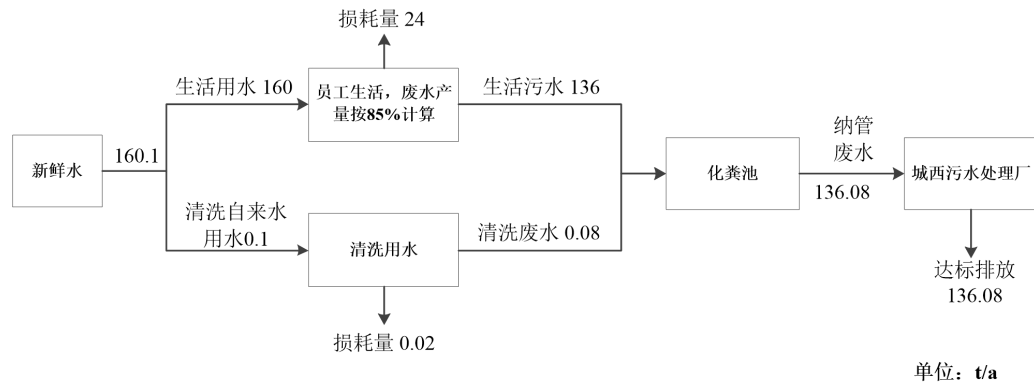 损耗量 24
生活用水 160
员工生活，废水产
量按85%计算
生活污水 136
新鲜水
160.1
清洗自来水
用水0.1
清洗用水
清洗废水 0.08
损耗量 0.02
化粪池
纳管
废水
136.08
城西污水处理厂
达标排放
136.08
单位：t/a